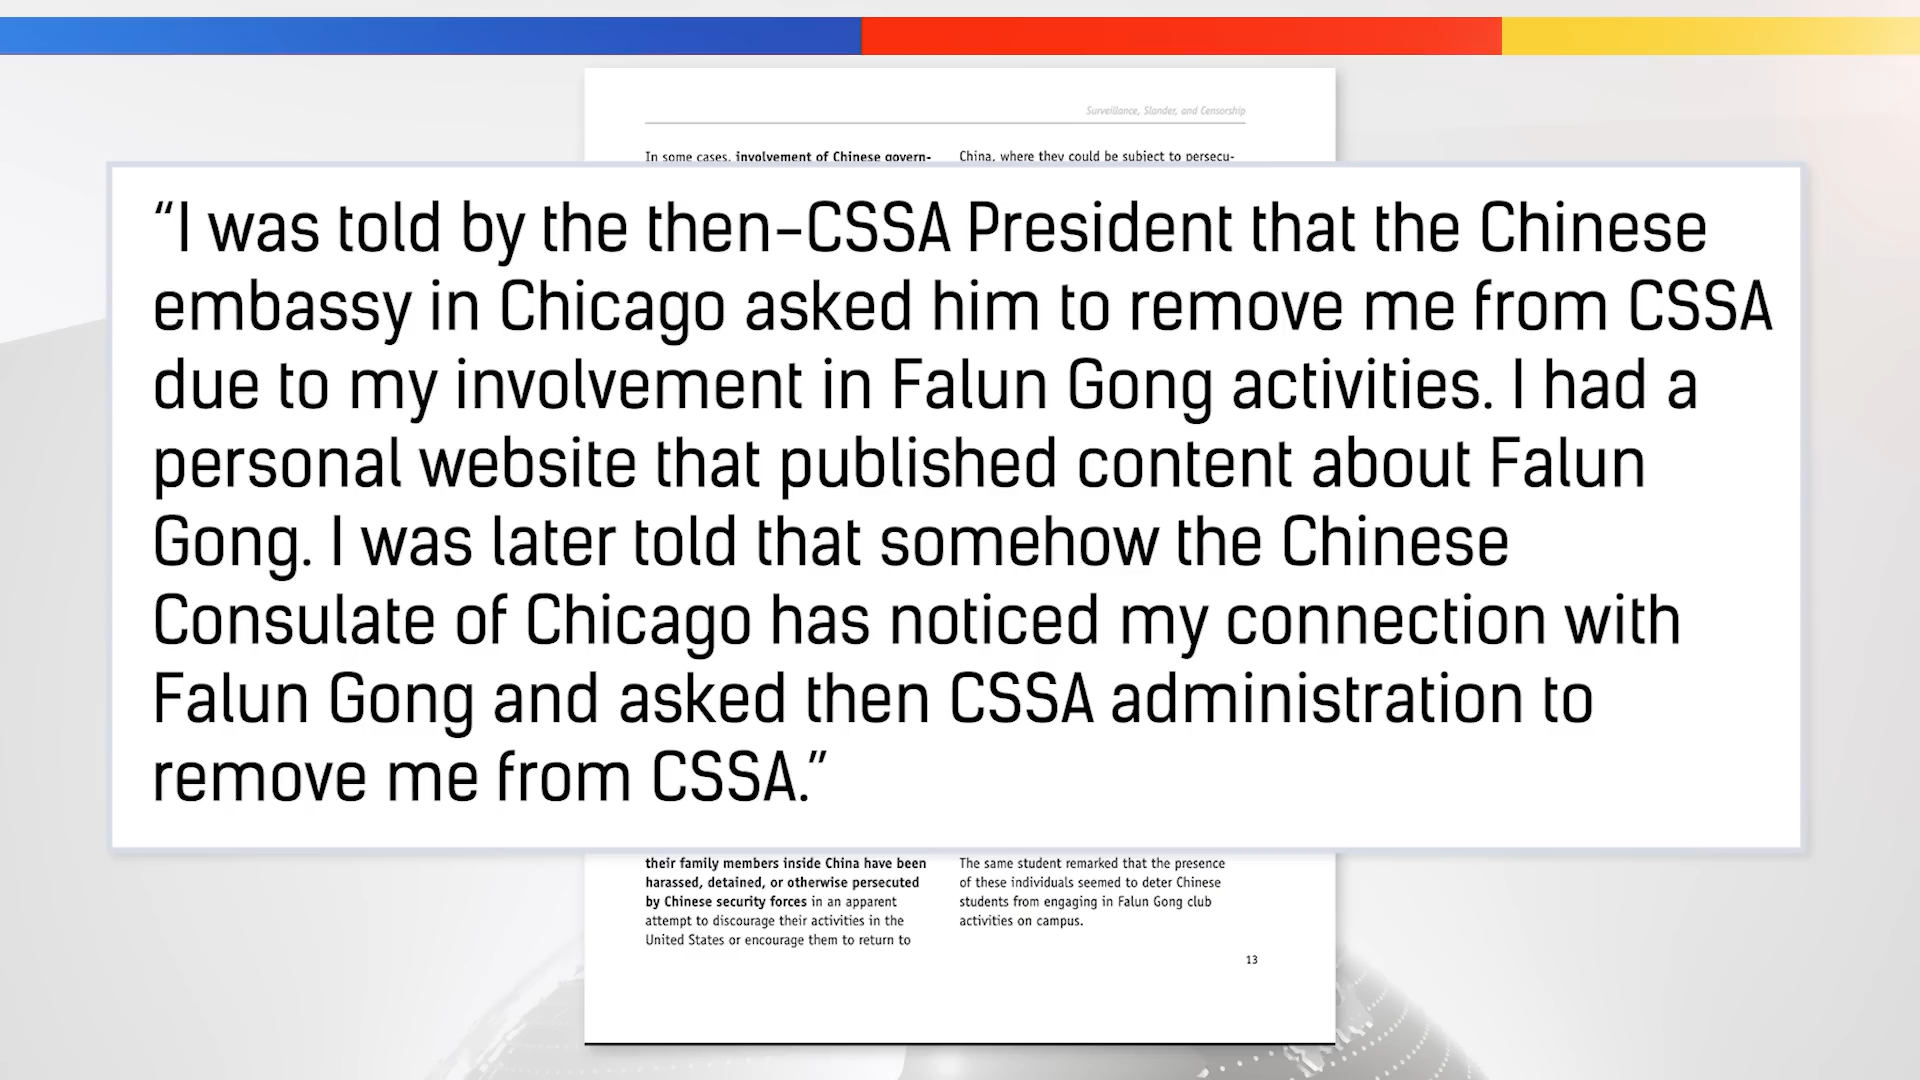 Surveillance, Slander, and Censorship
In some cases, involvement of Chinese govern-
China, where they could be subject to persecu-
“I was told by the then–CSSA President that the Chinese
embassy in Chicago asked him to remove me from CSSA
due to my involvement in Falun Gong activities. I had a
personal website that published content about Falun
Gong. I was later told that somehow the Chinese
Consulate of Chicago has noticed my connection with
Falun Gong and asked then CSSA administration to
remove me from CSSA.”
their family members inside China have been
harassed, detained, or otherwise persecuted
by Chinese security forces in an apparent
attempt to discourage their activities in the
United States or encourage them to return to
The same student remarked that the presence
of these individuals seemed to deter Chinese
students from engaging in Falun Gong club
activities on campus.
13